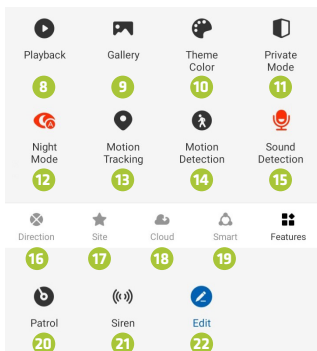 Playback Gallery Theme Color Private Mode
8 9 10 11
Night Mode Motion Tracking Motion Detection Sound Detection
12 13 14 15
Direction Site Cloud Smart Features
16 17 18 19
Patrol Siren Edit
20 21 22